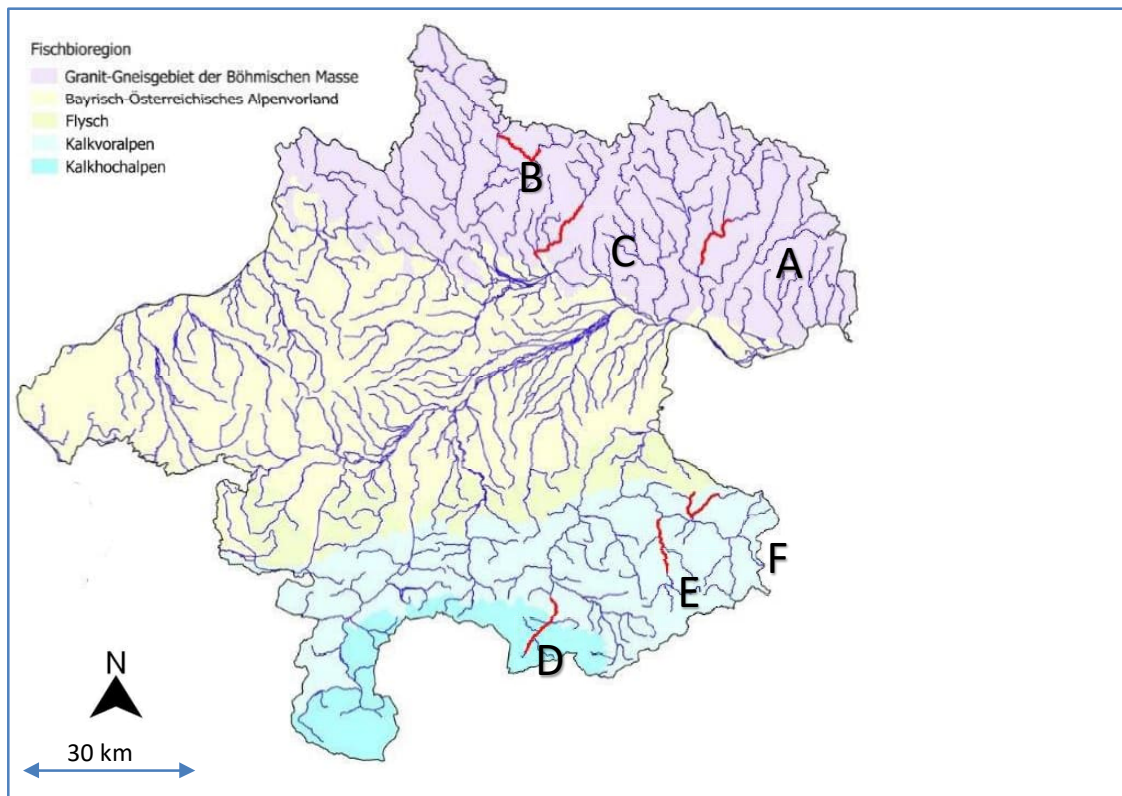 Fischbioregion
Granit-Gneisgebiet der Böhmischen Masse
Bayrisch-Österreichisches Alpenvorland
Flysch
Kalkvoralpen
Kalkhochalpen
B
C
A
F
E
D
N
30 km